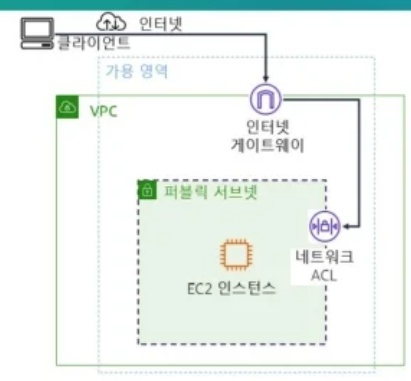 인터넷
클라이언트
가용 영역
VPC
인터넷
게이트웨이
퍼블릭 서브넷
네트워크
ACL
EC2 인스턴스